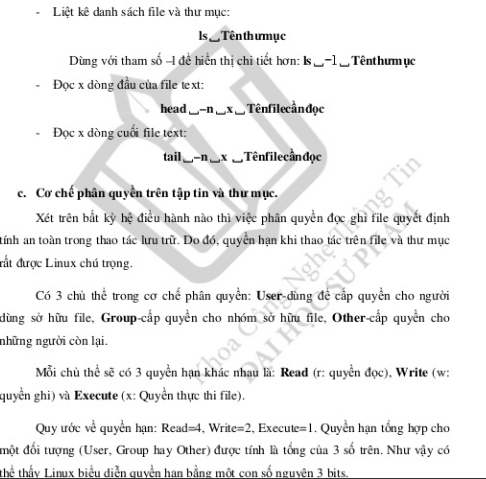 - Liệt kê danh sách file và thư mục:
ls ⎵ Tênthưmục
Dùng với tham số –l để hiển thị chi tiết hơn: ls ⎵ –l ⎵ Tênthưmục
- Đọc x dòng đầu của file text:
head ⎵ –n ⎵ x ⎵ Tênfilecầnđọc
- Đọc x dòng cuối file text:
tail ⎵ –n ⎵ x ⎵ Tênfilecầnđọc
c. Cơ chế phân quyền trên tập tin và thư mục.
Xét trên bất kỳ hệ điều hành nào thì việc phân quyền đọc ghi file quyết định
tính an toàn trong thao tác lưu trữ. Do đó, quyền hạn khi thao tác trên file và thư mục
rất được Linux chú trọng.
Có 3 chủ thể trong cơ chế phân quyền: User-dùng để cấp quyền cho người
dùng sở hữu file, Group-cấp quyền cho nhóm sở hữu file, Other-cấp quyền cho
những người còn lại.
Mỗi chủ thể sẽ có 3 quyền hạn khác nhau là: Read (r: quyền đọc), Write (w:
quyền ghi) và Execute (x: Quyền thực thi file).
Quy ước về quyền hạn: Read=4, Write=2, Execute=1. Quyền hạn tổng hợp cho
một đối tượng (User, Group hay Other) được tính là tổng của 3 số trên. Như vậy có
thể thấy Linux biểu diễn quyền hạn bằng một con số nguyên 3 bits.
Khoa Công Nghệ Thông Tin
ĐẠI HỌC SƯ PHẠM